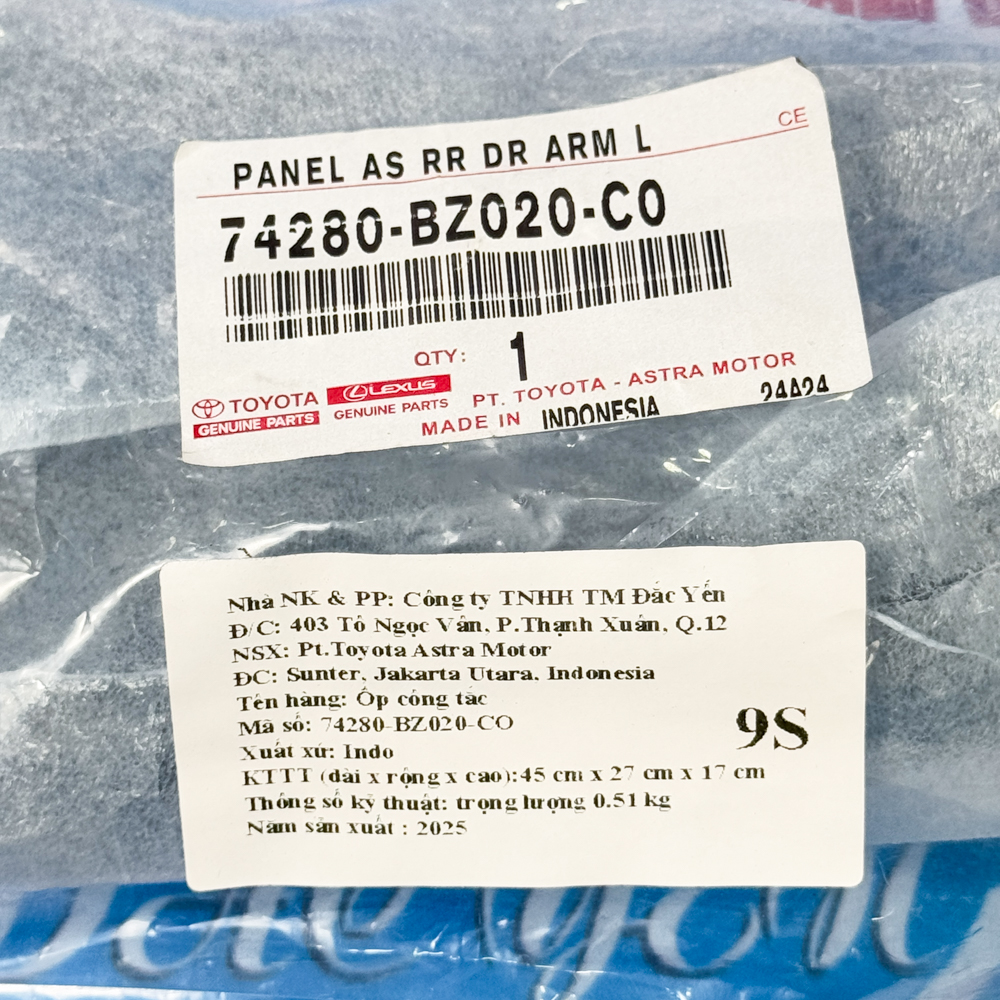 CE
PANEL AS RR DR ARM L
74280-BZ020-C0
QTY: 1
TOYOTA
GENUINE PARTS
LEXUS
GENUINE PARTS
PT. TOYOTA - ASTRA MOTOR
MADE IN INDONESIA
24A24
Nhà NK & PP: Công ty TNHH TM Đắc Yến
Đ/C: 403 Tô Ngọc Vân, P.Thạnh Xuân, Q.12
NSX: Pt.Toyota Astra Motor
ĐC: Sunter, Jakarta Utara. Indonesia
Tên hàng: Ốp công tắc
Mã số: 74280-BZ020-CO
9S
Xuất xứ: Indo
KTTT (dài x rộng x cao):45 cm x 27 cm x 17 cm
Thông số kỹ thuật: trọng lượng 0.51 kg
Năm sản xuất : 2025